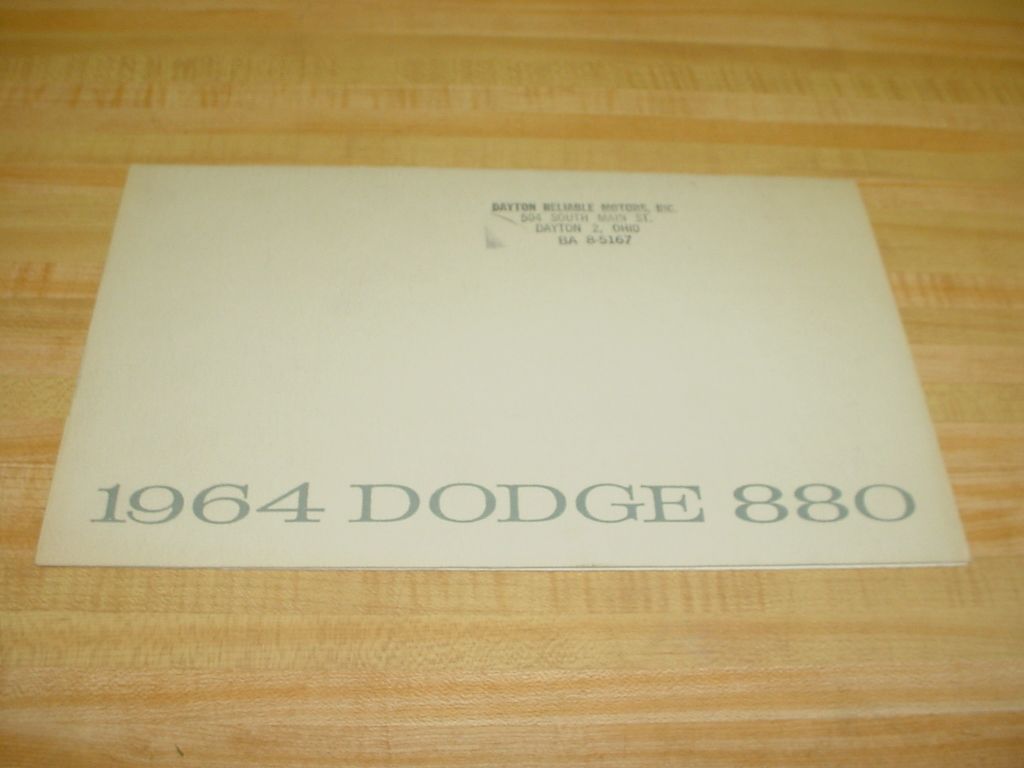 DAYTON RELIABLE MOTORS, INC.
504 SOUTH MAIN ST.
DAYTON 2, OHIO
BA 8-5167
1964 DODGE 880